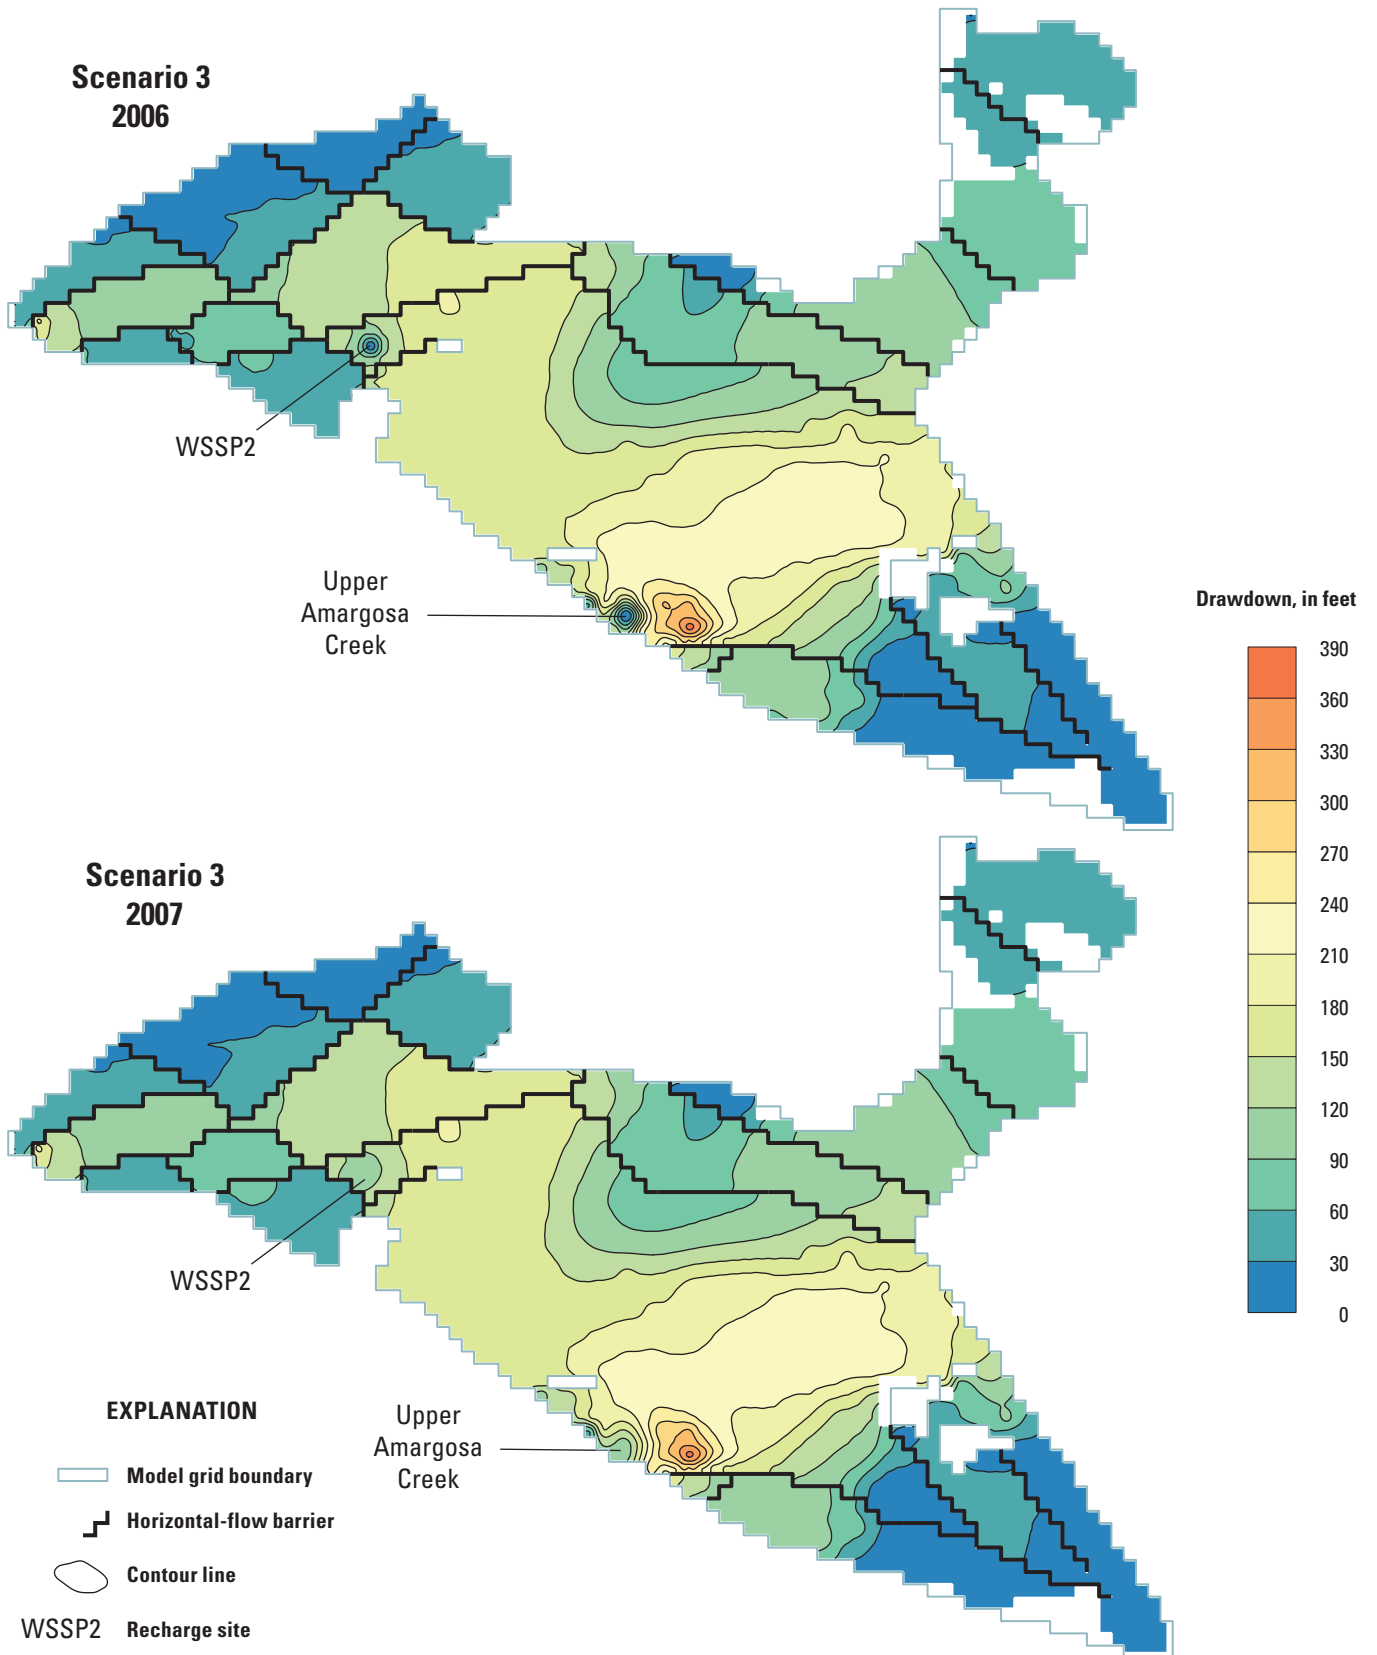 Scenario 3
2006
WSSP2
Upper
Amargosa
Creek
Drawdown, in feet
390
360
330
300
270
240
210
180
150
120
90
60
30
0
Scenario 3
2007
WSSP2
Upper
Amargosa
Creek
EXPLANATION
Model grid boundary
Horizontal-flow barrier
Contour line
WSSP2 Recharge site